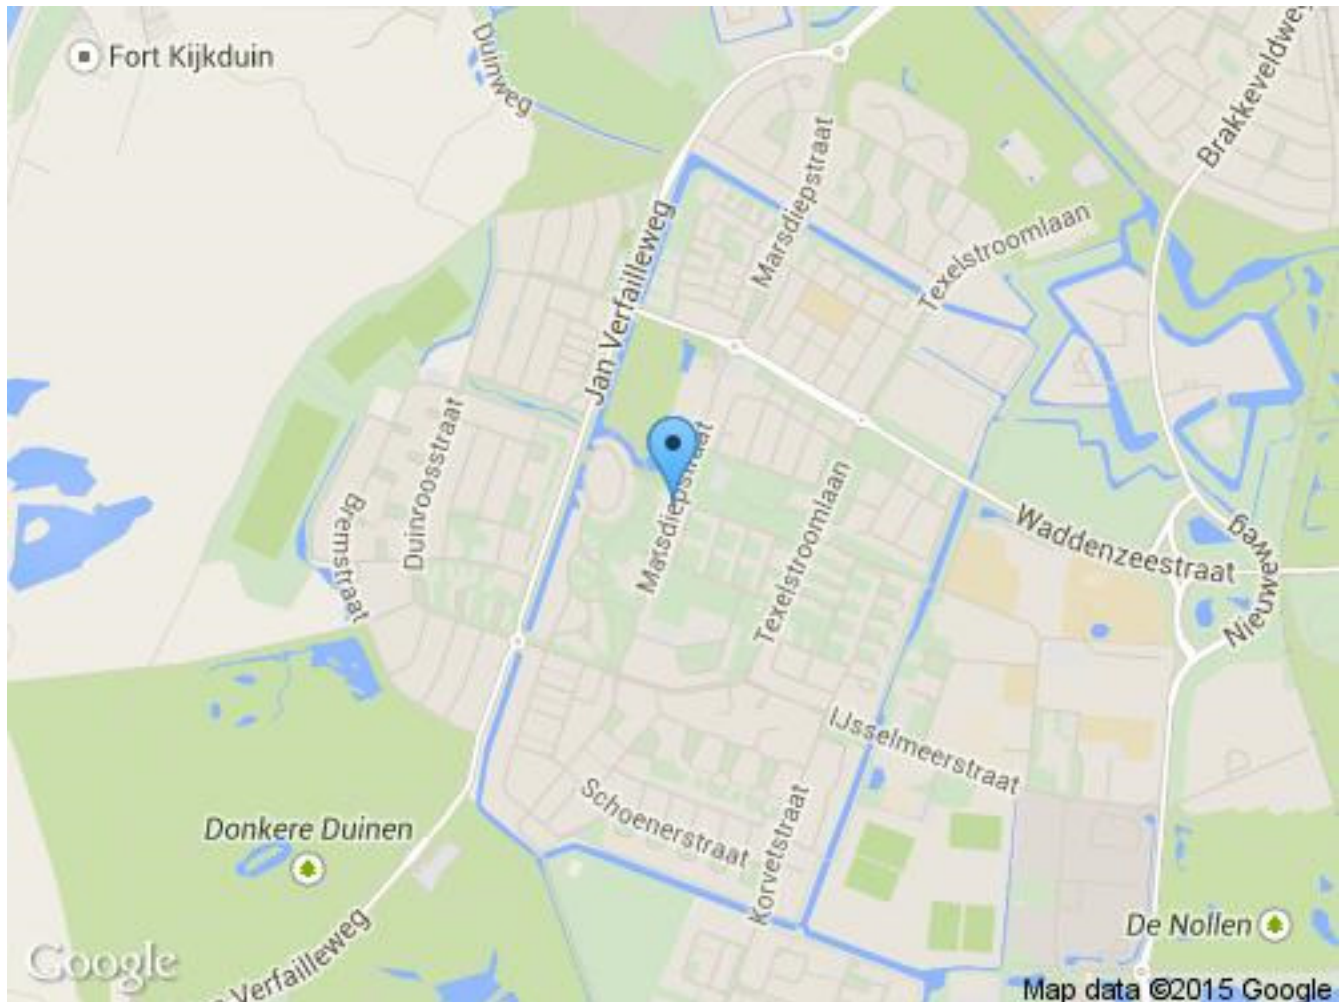 Fort Kijkduin
Duinweg
Brakkeveldweg
Marsdiepstraat
Jan Verfailleweg
Texelstroomlaan
Duinroosstraat
Marsdiepstraat
Bremstraat
Texelstroomlaan
Waddenzeestraat
Nieuweweg
IJsselmeerstraat
Schoenerstraat
Korvetstraat
Donkere Duinen
De Nollen
Verfailleweg
Google
Map data ©2015 Google